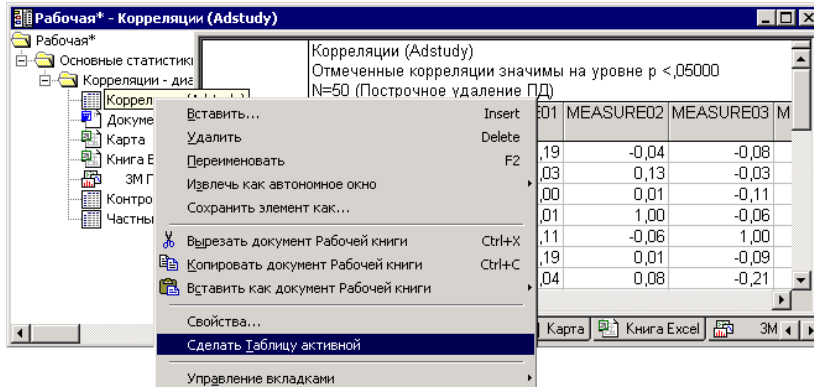 Рабочая* - Корреляции (Adstudy)
Рабочая*
Основные статистик
Корреляции - диа
Коррел
Докуме
Карта
Книга E
3М Г
Контро
Частны
Корреляции (Adstudy)
Отмеченные корреляции значимы на уровне p <,05000
N=50 (Построчное удаление ПД)
E01 MEASURE02 MEASURE03 M
,19 -0,04 -0,08
,03 0,13 -0,03
,00 0,01 -0,11
,01 1,00 -0,06
,11 -0,06 1,00
,19 0,01 -0,09
,04 0,08 -0,21
Вставить... Insert
Удалить Delete
Переименовать F2
Извлечь как автономное окно
Сохранить элемент как...
Вырезать документ Рабочей книги Ctrl+X
Копировать документ Рабочей книги Ctrl+C
Вставить как документ Рабочей книги
Свойства...
Сделать Таблицу активной
Управление вкладками
Карта Книга Excel 3М